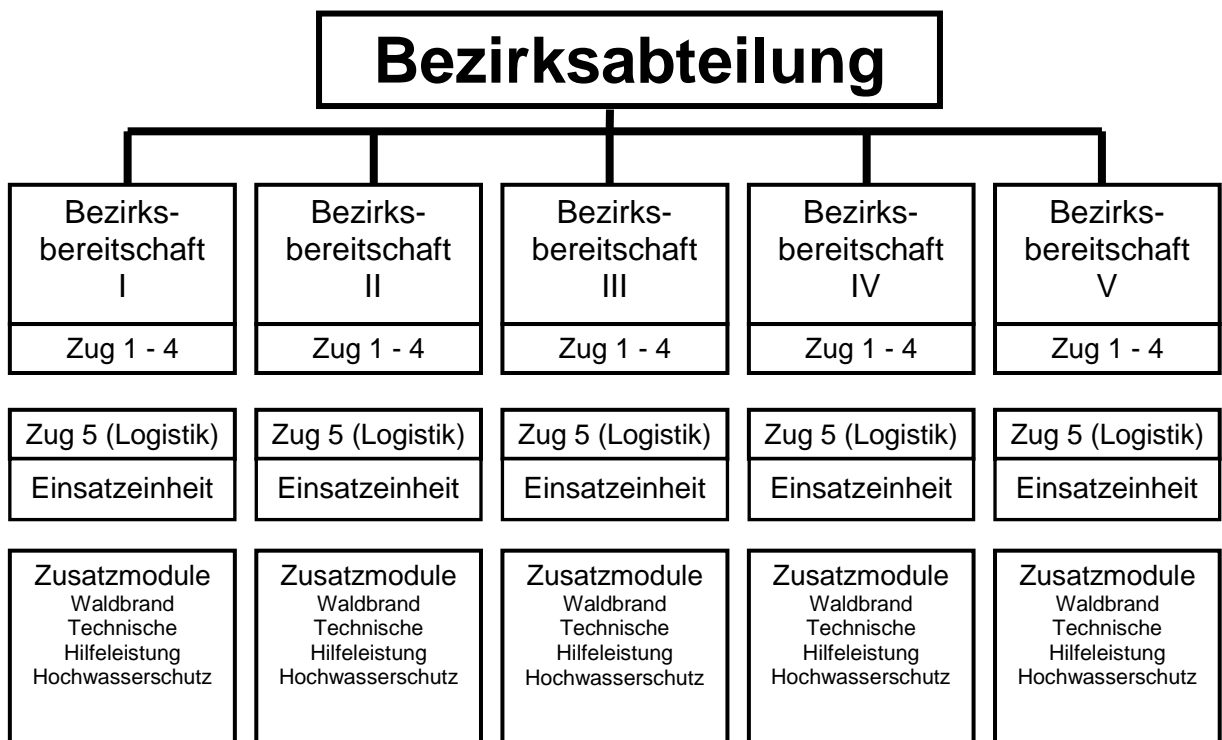 Bezirksabteilung
Bezirks-
bereitschaft
I
Zug 1 - 4
Zug 5 (Logistik)
Einsatzeinheit
Zusatzmodule
Waldbrand
Technische
Hilfeleistung
Hochwasserschutz
Bezirks-
bereitschaft
II
Zug 1 - 4
Zug 5 (Logistik)
Einsatzeinheit
Zusatzmodule
Waldbrand
Technische
Hilfeleistung
Hochwasserschutz
Bezirks-
bereitschaft
III
Zug 1 - 4
Zug 5 (Logistik)
Einsatzeinheit
Zusatzmodule
Waldbrand
Technische
Hilfeleistung
Hochwasserschutz
Bezirks-
bereitschaft
IV
Zug 1 - 4
Zug 5 (Logistik)
Einsatzeinheit
Zusatzmodule
Waldbrand
Technische
Hilfeleistung
Hochwasserschutz
Bezirks-
bereitschaft
V
Zug 1 - 4
Zug 5 (Logistik)
Einsatzeinheit
Zusatzmodule
Waldbrand
Technische
Hilfeleistung
Hochwasserschutz